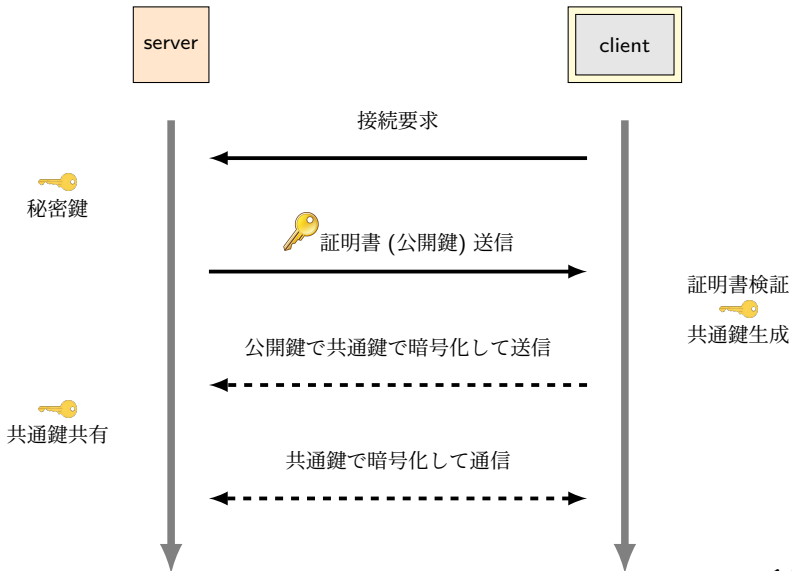 server
client
接続要求
秘密鍵
証明書 (公開鍵) 送信
証明書検証
共通鍵生成
公開鍵で共通鍵で暗号化して送信
共通鍵共有
共通鍵で暗号化して通信